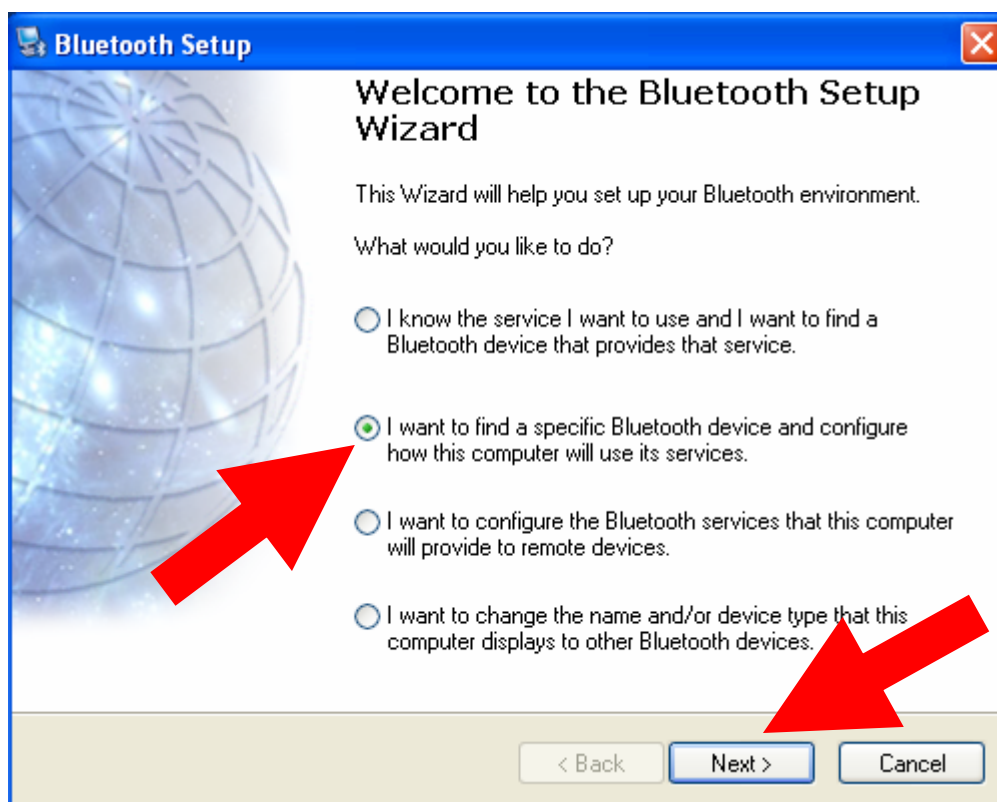 Bluetooth Setup
Welcome to the Bluetooth Setup
Wizard
This Wizard will help you set up your Bluetooth environment.
What would you like to do?
I know the service I want to use and I want to find a
Bluetooth device that provides that service.
I want to find a specific Bluetooth device and configure
how this computer will use its services.
I want to configure the Bluetooth services that this computer
will provide to remote devices.
I want to change the name and/or device type that this
computer displays to other Bluetooth devices.
< Back
Next >
Cancel